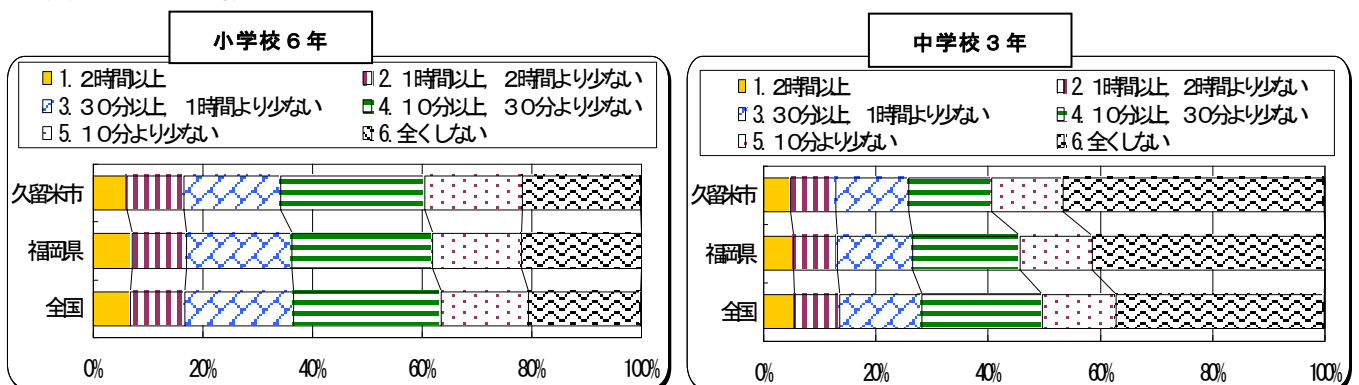 小学校６年
1. 2時間以上
2. 1時間以上，2時間より少ない
3. 30分以上，1時間より少ない
4. 10分以上，30分より少ない
5. 10分より少ない
6. 全くしない
久留米市
福岡県
全国
0% 20% 40% 60% 80% 100%
中学校３年
1. 2時間以上
2. 1時間以上，2時間より少ない
3. 30分以上，1時間より少ない
4. 10分以上，30分より少ない
5. 10分より少ない
6. 全くしない
久留米市
福岡県
全国
0% 20% 40% 60% 80% 100%